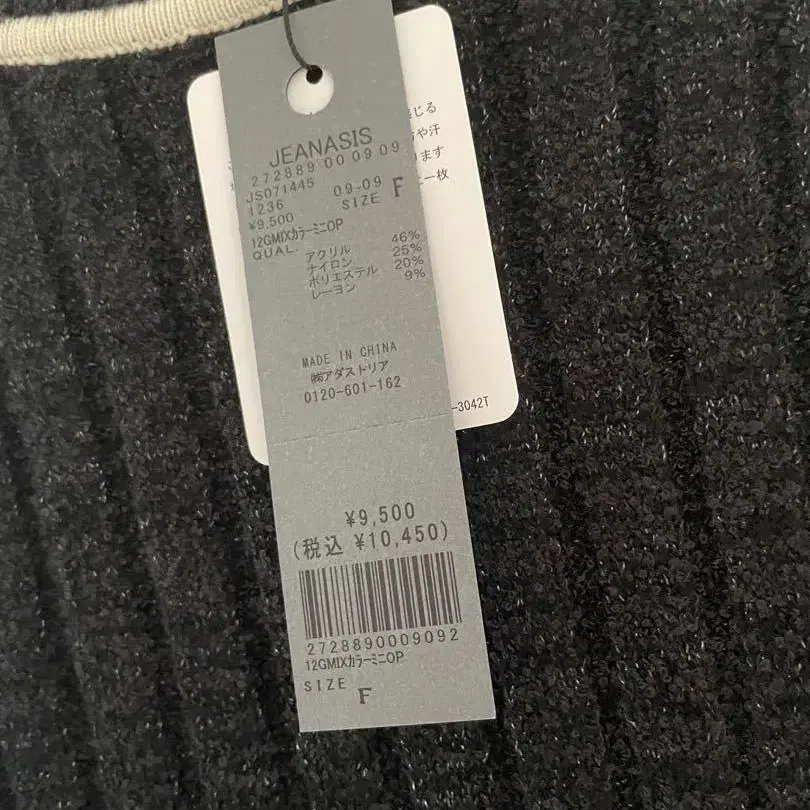 JEANASIS
272889 00 09 09
JS071445
1236 09-09 F
¥9,500 SIZE
12GMIXカラーミニOP
QUAL.
アクリル 46%
ナイロン 25%
ポリエステル 20%
レーヨン 9%
MADE IN CHINA
㈱アダストリア
0120-601-162
¥9,500
(税込 ¥10,450)
2728890009092
12GMIXカラーミニOP
SIZE
F
じる
や汗
ります
一枚
-3042T